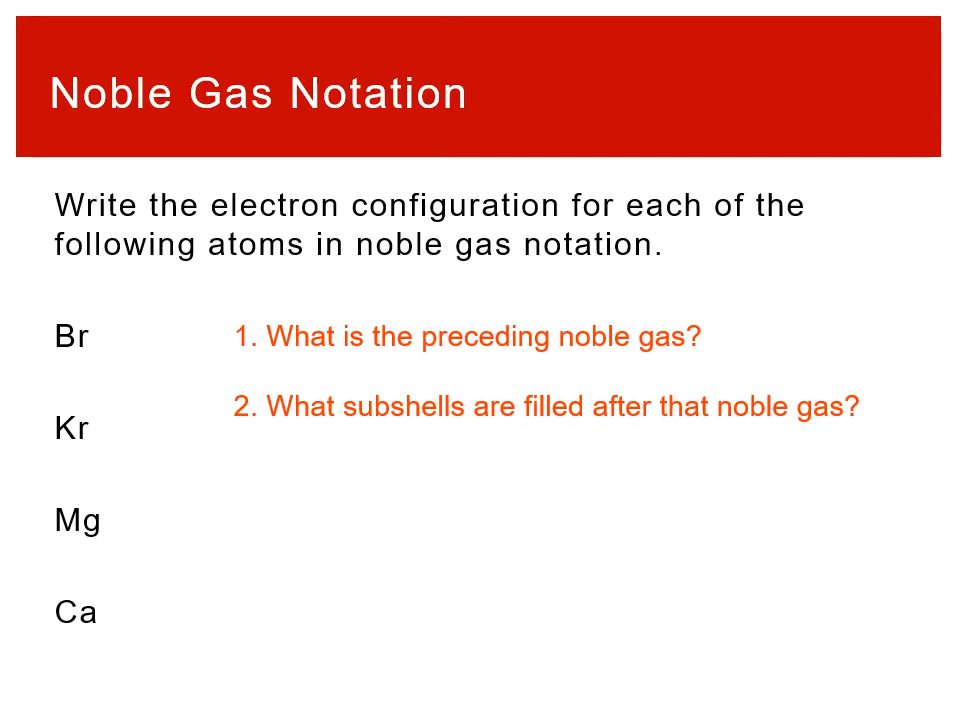 Noble Gas Notation
Write the electron configuration for each of the
following atoms in noble gas notation.
Br
1. What is the preceding noble gas?
2. What subshells are filled after that noble gas?
Kr
Mg
Ca